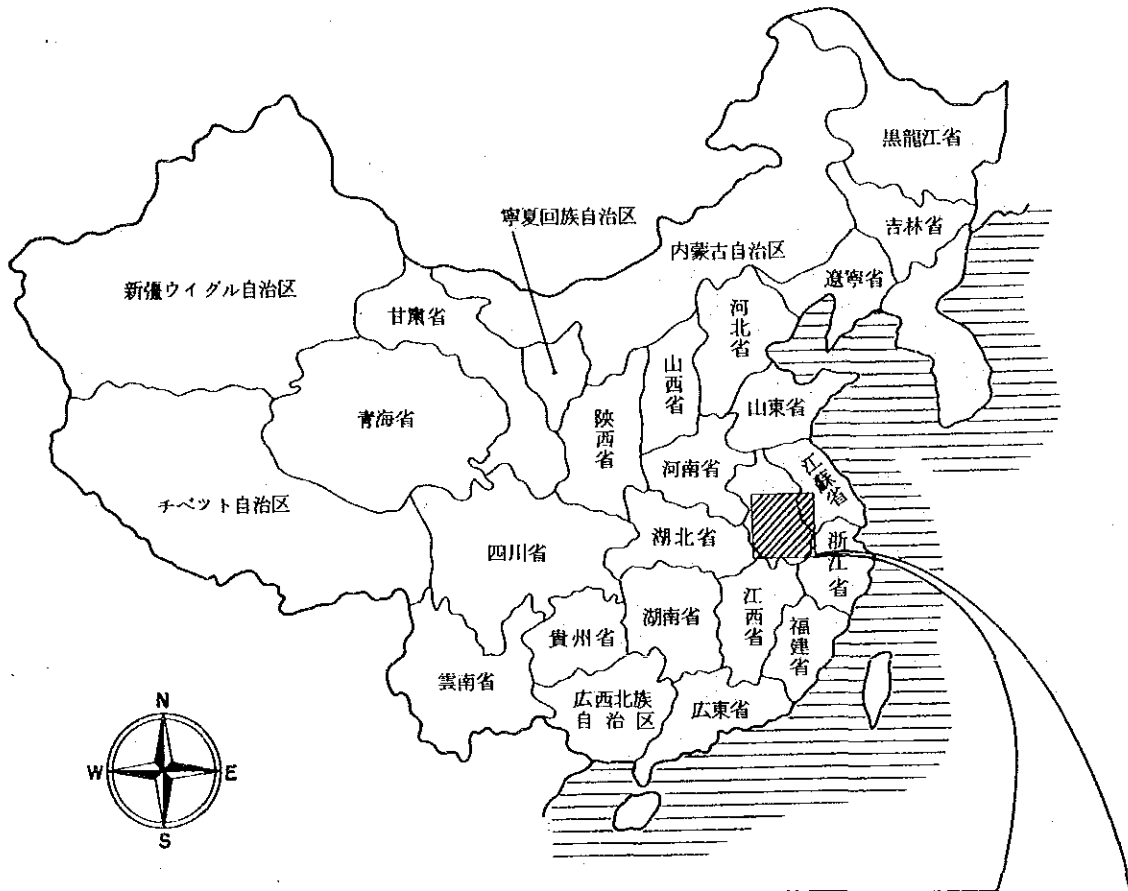 黒龍江省
吉林省
寧夏回族自治区
内蒙古自治区
遼寧省
新彊ウイグル自治区
甘粛省
河北省
山西省
山東省
青海省
陝西省
河南省
江蘇省
チベット自治区
四川省
湖北省
浙江省
湖南省
江西省
福建省
貴州省
雲南省
広西北族
自治区
広東省
N
W
E
S